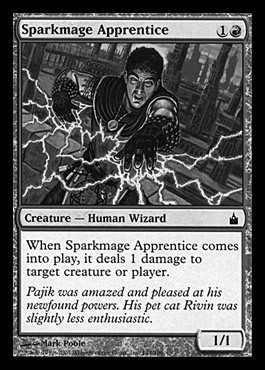 Sparkmage Apprentice 1
Creature — Human Wizard
When Sparkmage Apprentice comes
into play, it deals 1 damage to
target creature or player.
Pajik was amazed and pleased at his
newfound powers. His pet cat Rivin was
slightly less enthusiastic.
Mark Poole
1/1